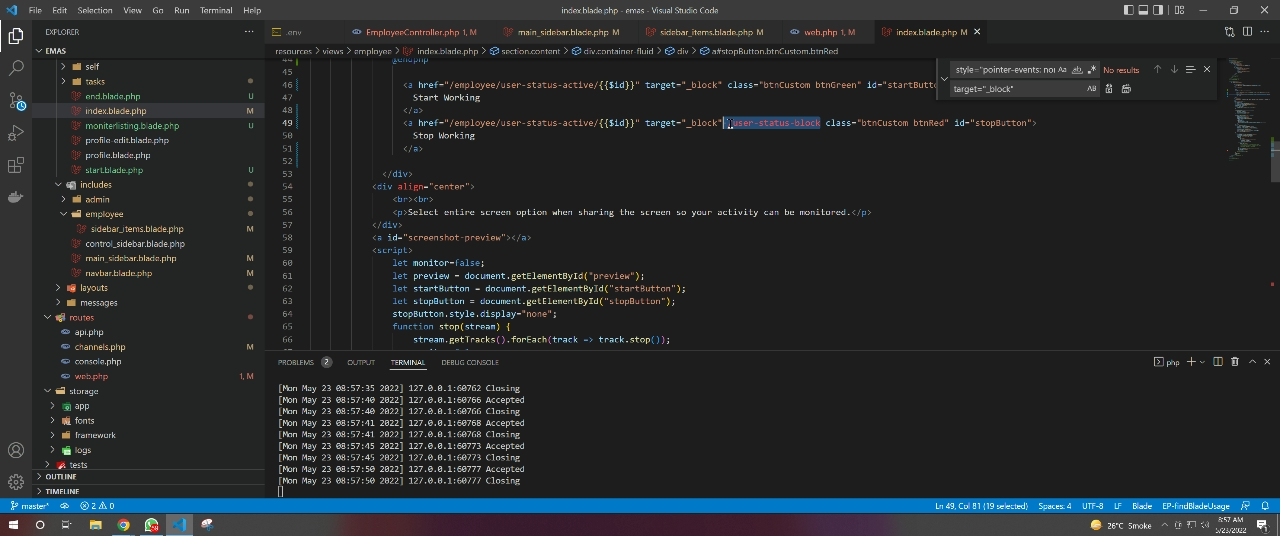 File Edit Selection View Go Run Terminal Help
index.blade.php - emas - Visual Studio Code
EXPLORER
EMAS
self
tasks
end.blade.php U
index.blade.php M
moniterlisting.blade.php U
profile-edit.blade.php
profile.blade.php
start.blade.php U
includes
admin
employee
sidebar_items.blade.php M
control_sidebar.blade.php
main_sidebar.blade.php M
navbar.blade.php M
layouts
messages
routes
api.php
channels.php M
console.php
web.php 1, M
storage
app
fonts
framework
logs
tests
OUTLINE
TIMELINE
.env
EmployeeController.php 1, M
main_sidebar.blade.php M
sidebar_items.blade.php M
web.php 1, M
index.blade.php M
resources > views > employee > index.blade.php > section.content > div.container-fluid > div > a#stopButton.btnCustom.btnRed
style="pointer-events: non Aa ab No results
target="_block" AB
44 @endphp
45
46 <a href="/employee/user-status-active/{{$id}}" target="_block" class="btnCustom btnGreen" id="startButto
47 Start Working
48 </a>
49 <a href="/employee/user-status-active/{{$id}}" target="_block" user-status-block class="btnCustom btnRed" id="stopButton">
50 Stop Working
51 </a>
52
53 </div>
54 <div align="center">
55 <br><br>
56 <p>Select entire screen option when sharing the screen so your activity can be monitored.</p>
57 </div>
58 <a id="screenshot-preview"></a>
59 <script>
60 let monitor=false;
61 let preview = document.getElementById("preview");
62 let startButton = document.getElementById("startButton");
63 let stopButton = document.getElementById("stopButton");
64 stopButton.style.display="none";
65 function stop(stream) {
66 stream.getTracks().forEach(track => track.stop());
PROBLEMS 2 OUTPUT TERMINAL DEBUG CONSOLE
php
[Mon May 23 08:57:35 2022] 127.0.0.1:60762 Closing
[Mon May 23 08:57:40 2022] 127.0.0.1:60766 Accepted
[Mon May 23 08:57:40 2022] 127.0.0.1:60766 Closing
[Mon May 23 08:57:41 2022] 127.0.0.1:60768 Accepted
[Mon May 23 08:57:41 2022] 127.0.0.1:60768 Closing
[Mon May 23 08:57:45 2022] 127.0.0.1:60773 Accepted
[Mon May 23 08:57:45 2022] 127.0.0.1:60773 Closing
[Mon May 23 08:57:50 2022] 127.0.0.1:60777 Accepted
[Mon May 23 08:57:50 2022] 127.0.0.1:60777 Closing
master* 2 0
Ln 49, Col 81 (19 selected) Spaces: 4 UTF-8 LF Blade EP-findBladeUsage
26°C Smoke
8:57 AM
5/23/2022